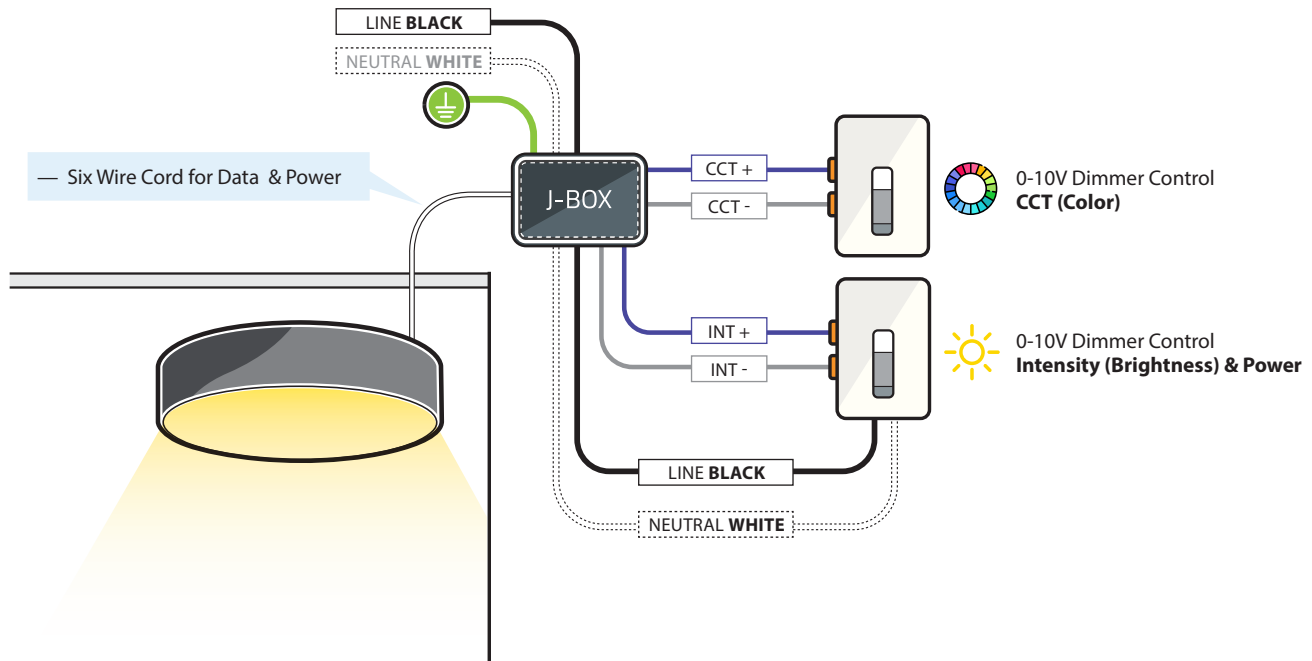 LINE BLACK
NEUTRAL WHITE
— Six Wire Cord for Data & Power
J-BOX
CCT +
CCT -
0-10V Dimmer Control
CCT (Color)
INT +
INT -
0-10V Dimmer Control
Intensity (Brightness) & Power
LINE BLACK
NEUTRAL WHITE